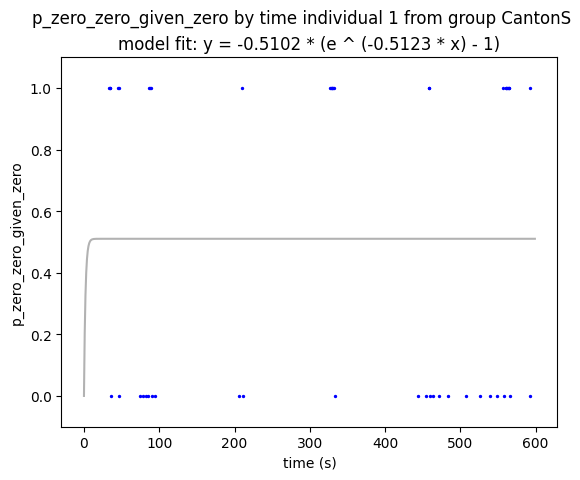 p_zero_zero_given_zero by time individual 1 from group CantonS
model fit: y = -0.5102 * (e ^ (-0.5123 * x) - 1)
1.0
0.8
0.6
0.4
0.2
0.0
p_zero_zero_given_zero
0 100 200 300 400 500 600
time (s)